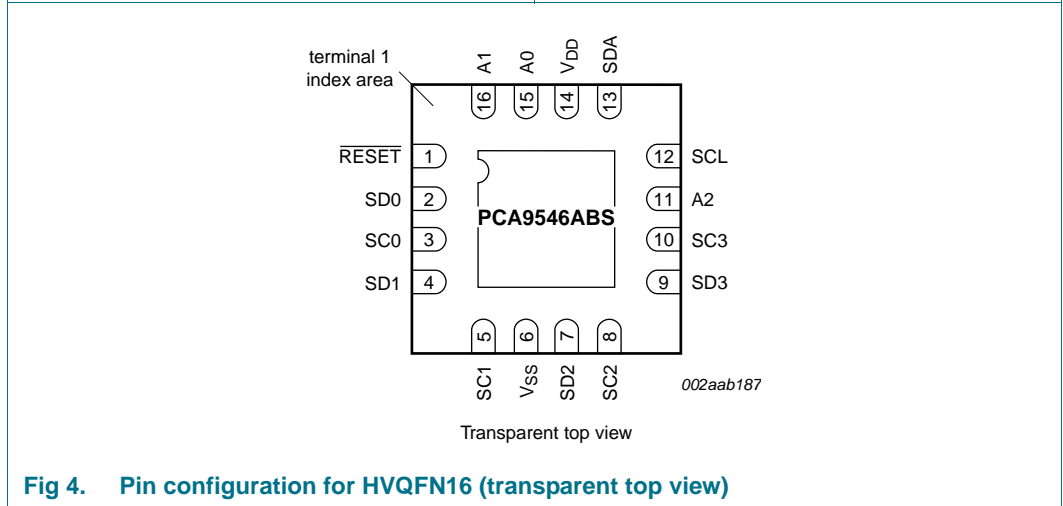 terminal 1
index area
A1
A0
VDD
SDA
16
15
14
13
RESET 1
12 SCL
SD0 2
11 A2
PCA9546ABS
SC0 3
10 SC3
SD1 4
9 SD3
5
6
7
8
SC1
VSS
SD2
SC2
002aab187
Transparent top view
Fig 4. Pin configuration for HVQFN16 (transparent top view)